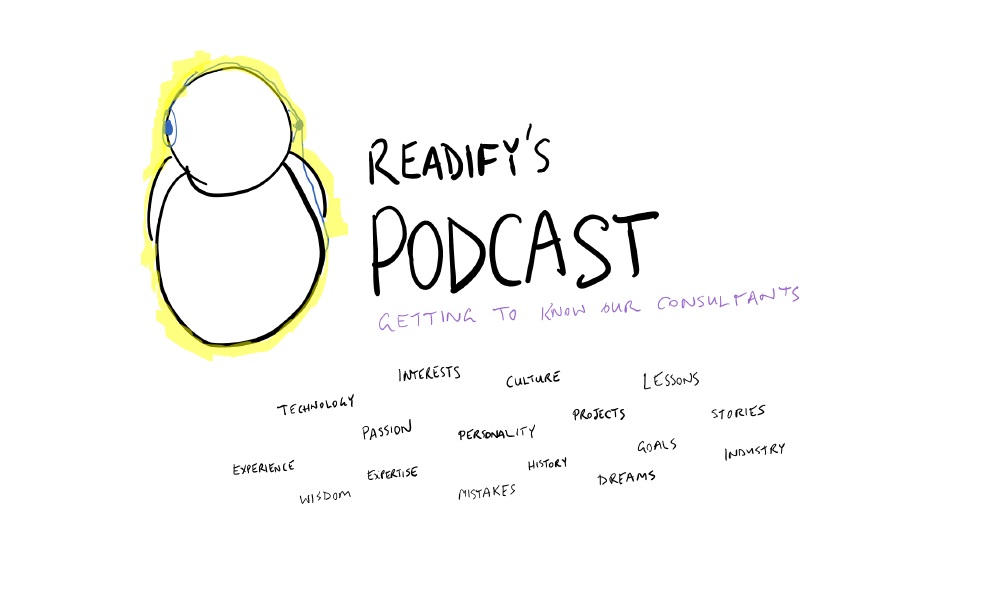 READIFY'S
PODCAST
GETTING TO KNOW OUR CONSULTANTS
INTERESTS
CULTURE
LESSONS
TECHNOLOGY
PROJECTS
STORIES
PASSION
PERSONALITY
GOALS
INDUSTRY
EXPERIENCE
EXPERTISE
HISTORY
DREAMS
WISDOM
MISTAKES